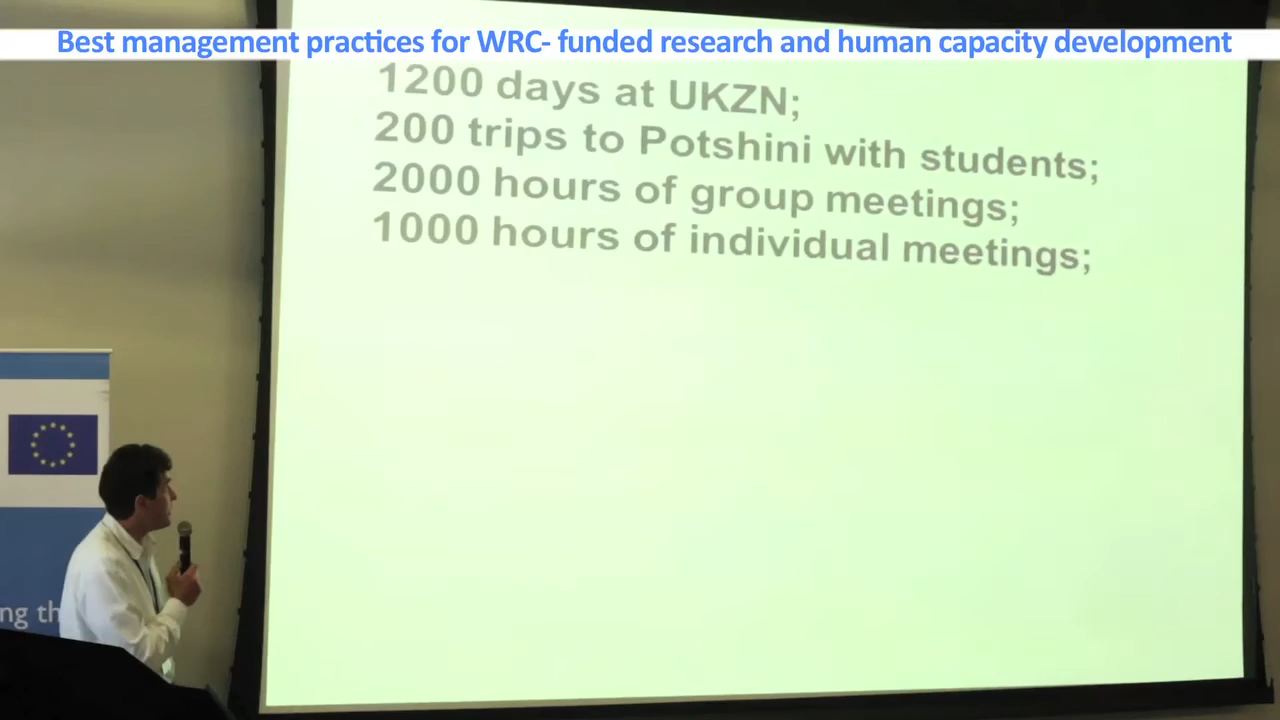 Best management practices for WRC- funded research and human capacity development
1200 days at UKZN;
200 trips to Potshini with students;
2000 hours of group meetings;
1000 hours of individual meetings;
ng th